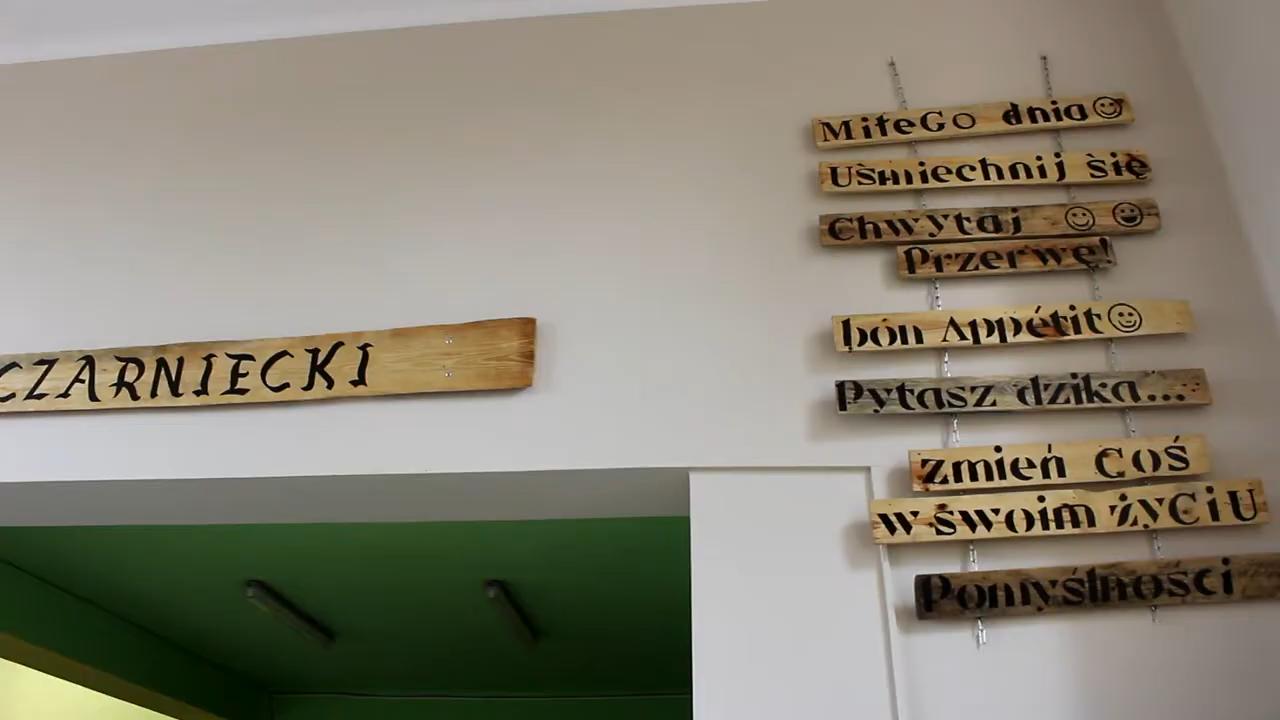 CZARNIECKI
MiłeGo dnia
Uśmiechnij się
Chwytaj
Przerwę!
bon Appétit
Pytasz dzika...
zmień Coś
w swoim życiU
Pomyślności